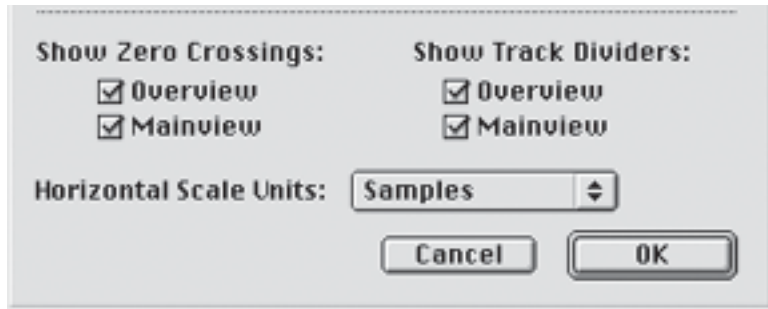 Show Zero Crossings: Show Track Dividers:
Overview Overview
Mainview Mainview
Horizontal Scale Units: Samples
Cancel OK